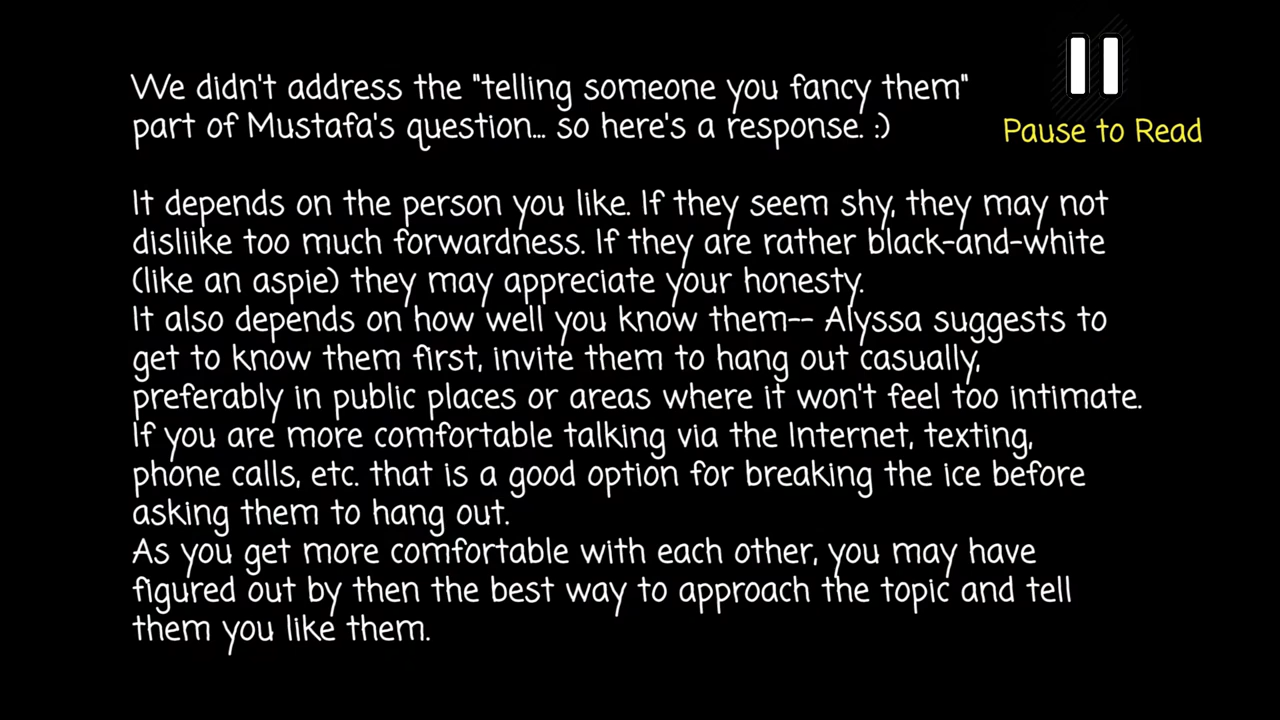 We didn't address the "telling someone you fancy them"
part of Mustafa's question... so here's a response. :)
Pause to Read
It depends on the person you like. If they seem shy, they may not
disliike too much forwardness. If they are rather black-and-white
(like an aspie) they may appreciate your honesty.
It also depends on how well you know them-- Alyssa suggests to
get to know them first, invite them to hang out casually,
preferably in public places or areas where it won't feel too intimate.
If you are more comfortable talking via the Internet, texting,
phone calls, etc. that is a good option for breaking the ice before
asking them to hang out.
As you get more comfortable with each other, you may have
figured out by then the best way to approach the topic and tell
them you like them.